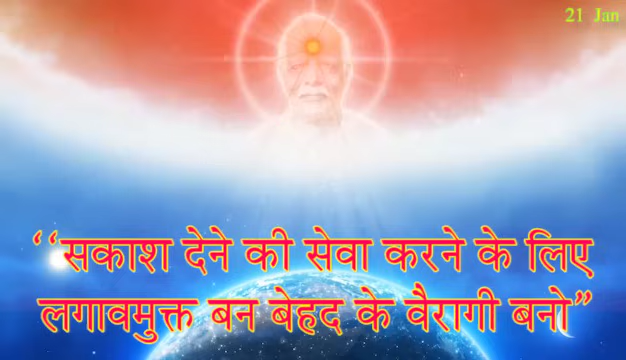 21 Jan
‘‘सकाश देने की सेवा करने के लिए
लगावमुक्त बन बेहद के वैरागी बनो”